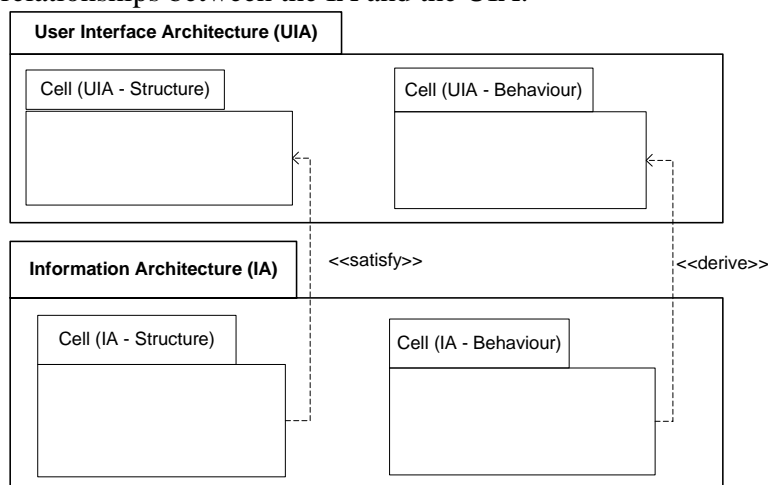 relationships between the IA and the UIA.
User Interface Architecture (UIA)
Cell (UIA - Structure)
Cell (UIA - Behaviour)
Information Architecture (IA)
<<satisfy>>
<<derive>>
Cell (IA - Structure)
Cell (IA - Behaviour)